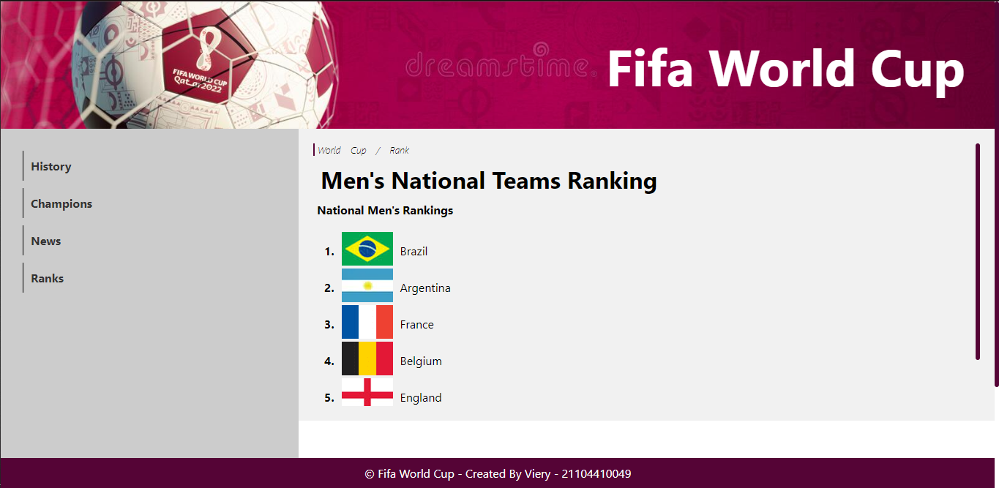 FIFA WORLD CUP
Qatar2022
dreamstime.®
Fifa World Cup
History
Champions
News
Ranks
World Cup / Rank
Men's National Teams Ranking
National Men's Rankings
1. Brazil
2. Argentina
3. France
4. Belgium
5. England
© Fifa World Cup - Created By Viery - 21104410049